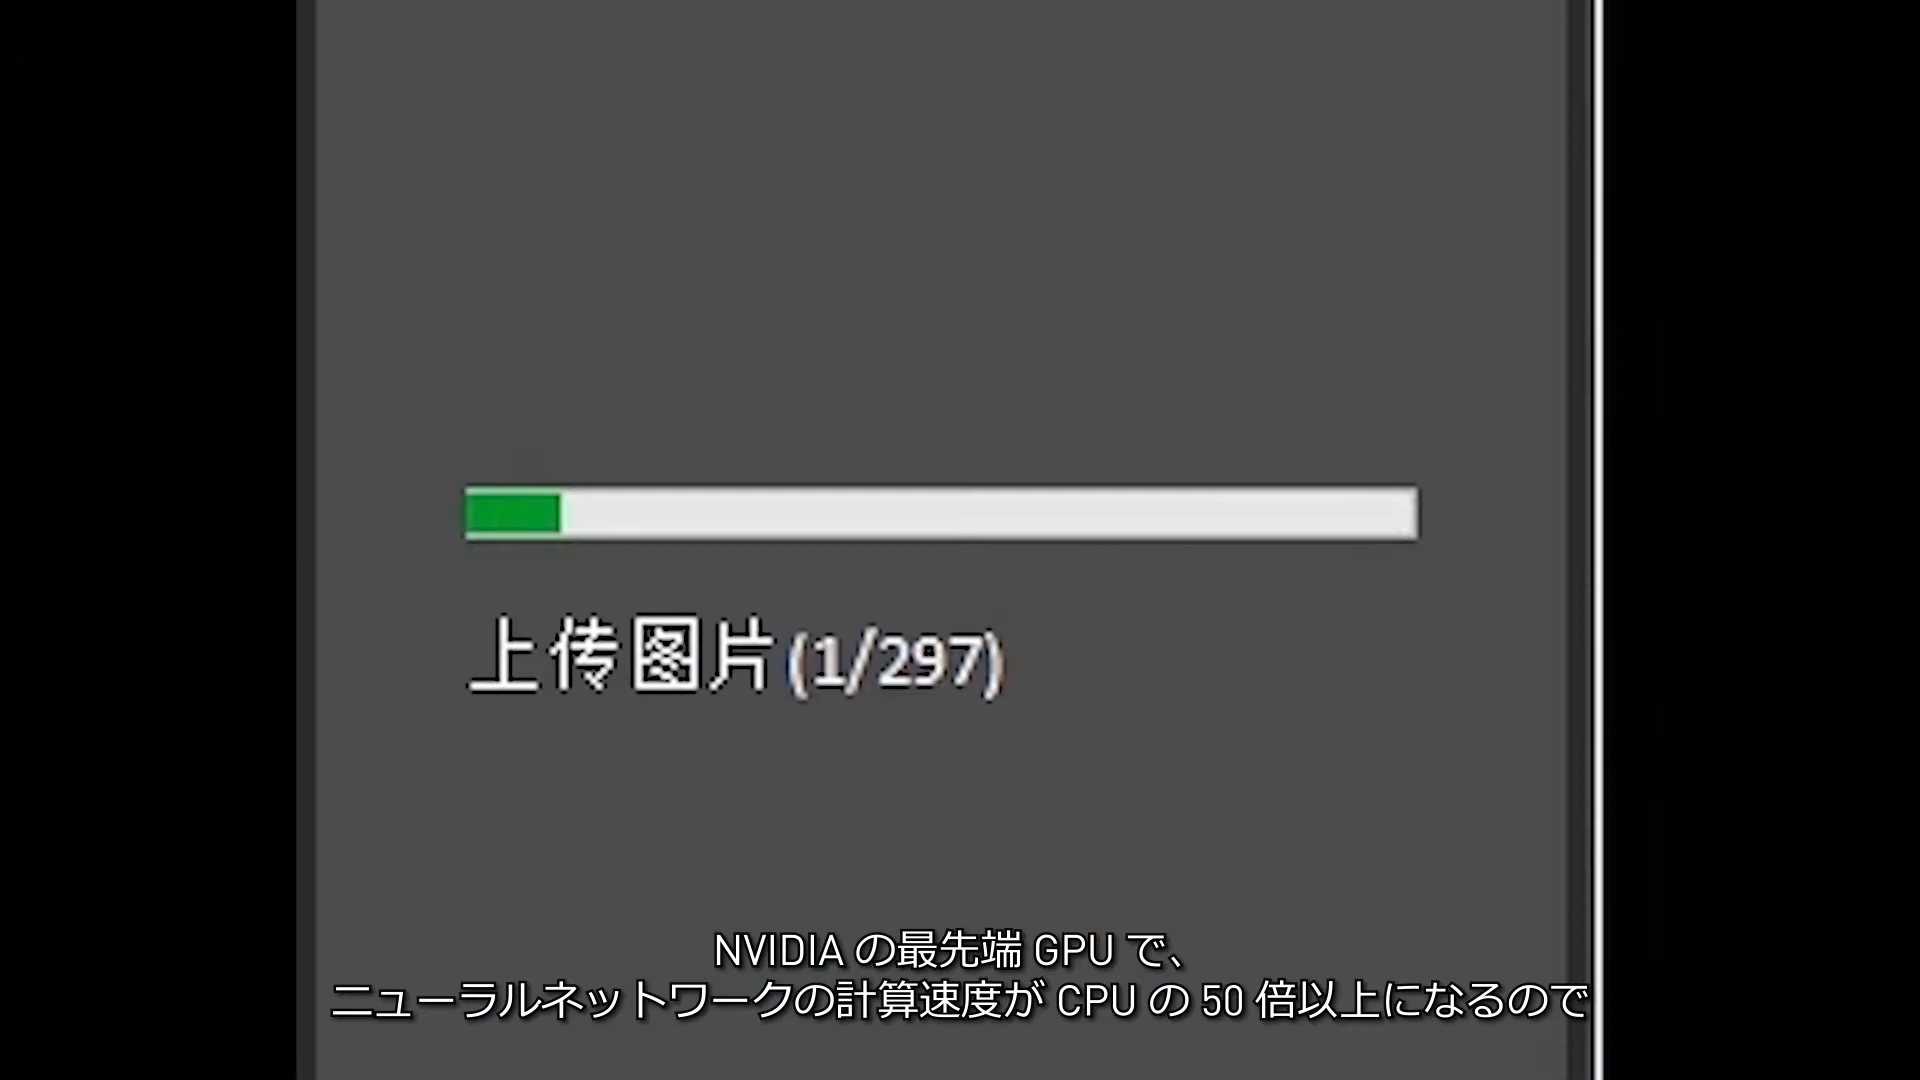 上传图片(1/297)
NVIDIA の最先端 GPU で、
ニューラルネットワークの計算速度が CPU の 50 倍以上になるので